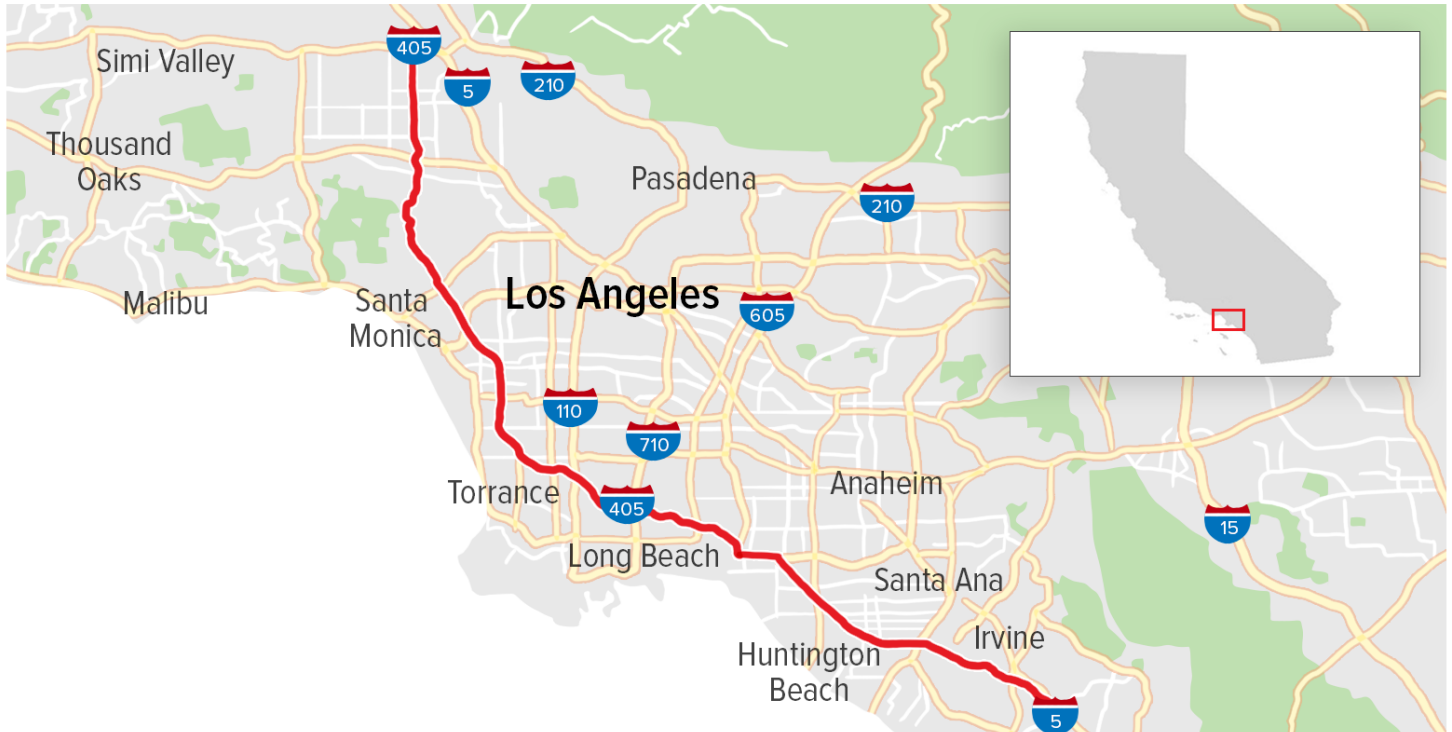 405
Simi Valley
5
210
Thousand
Oaks
Pasadena
210
Malibu
Santa
Monica
Los Angeles
605
110
710
Torrance
405
Anaheim
15
Long Beach
Santa Ana
Irvine
Huntington
Beach
5